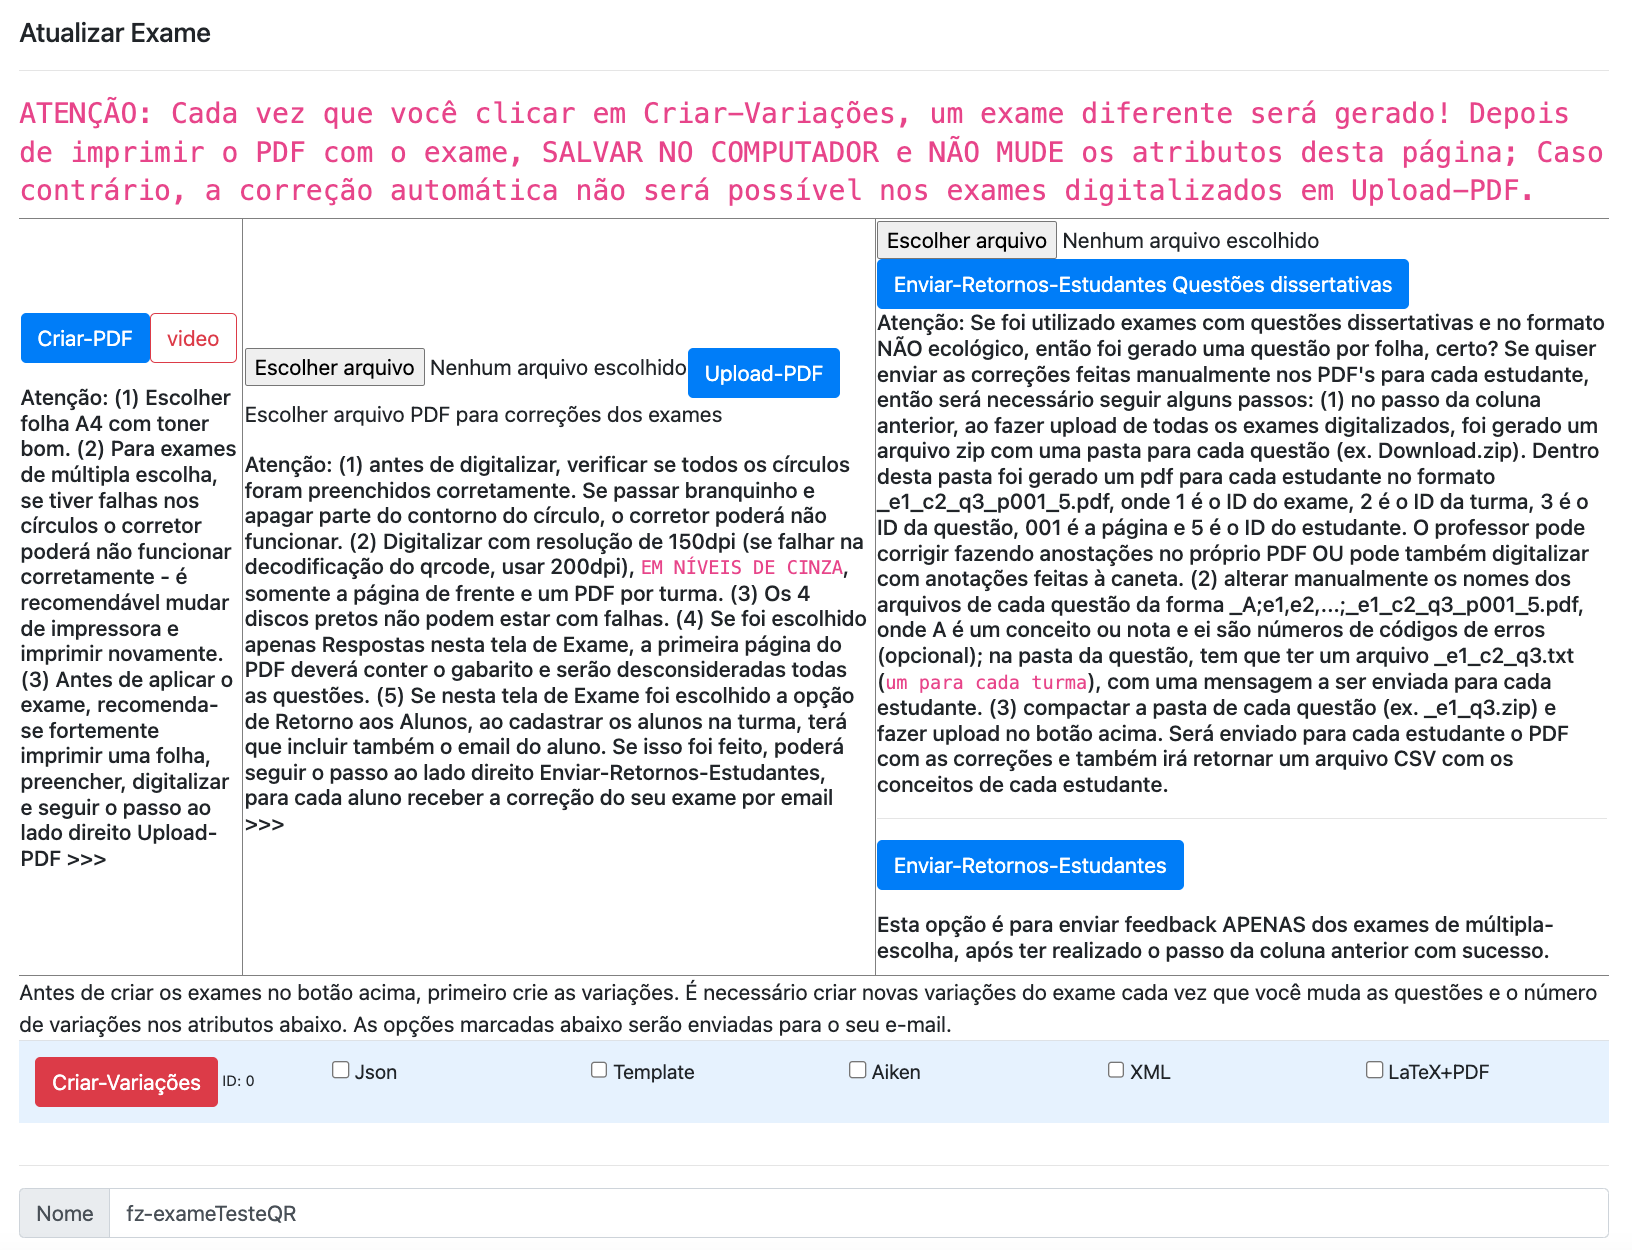 Atualizar Exame
ATENÇÃO: Cada vez que você clicar em Criar-Variações, um exame diferente será gerado! Depois
de imprimir o PDF com o exame, SALVAR NO COMPUTADOR e NÃO MUDE os atributos desta página; Caso
contrário, a correção automática não será possível nos exames digitalizados em Upload-PDF.
Criar-PDF video
Atenção: (1) Escolher
folha A4 com toner
bom. (2) Para exames
de múltipla escolha,
se tiver falhas nos
círculos o corretor
poderá não funcionar
corretamente - é
recomendável mudar
de impressora e
imprimir novamente.
(3) Antes de aplicar o
exame, recomenda-
se fortemente
imprimir uma folha,
preencher, digitalizar
e seguir o passo ao
lado direito Upload-
PDF >>>
Escolher arquivo Nenhum arquivo escolhido Upload-PDF
Escolher arquivo PDF para correções dos exames
Atenção: (1) antes de digitalizar, verificar se todos os círculos
foram preenchidos corretamente. Se passar branquinho e
apagar parte do contorno do círculo, o corretor poderá não
funcionar. (2) Digitalizar com resolução de 150dpi (se falhar na
decodificação do qrcode, usar 200dpi), EM NÍVEIS DE CINZA,
somente a página de frente e um PDF por turma. (3) Os 4
discos pretos não podem estar com falhas. (4) Se foi escolhido
apenas Respostas nesta tela de Exame, a primeira página do
PDF deverá conter o gabarito e serão desconsideradas todas
as questões. (5) Se nesta tela de Exame foi escolhido a opção
de Retorno aos Alunos, ao cadastrar os alunos na turma, terá
que incluir também o email do aluno. Se isso foi feito, poderá
seguir o passo ao lado direito Enviar-Retornos-Estudantes,
para cada aluno receber a correção do seu exame por email
>>>
Escolher arquivo Nenhum arquivo escolhido
Enviar-Retornos-Estudantes Questões dissertativas
Atenção: Se foi utilizado exames com questões dissertativas e no formato
NÃO ecológico, então foi gerado uma questão por folha, certo? Se quiser
enviar as correções feitas manualmente nos PDF's para cada estudante,
então será necessário seguir alguns passos: (1) no passo da coluna
anterior, ao fazer upload de todas os exames digitalizados, foi gerado um
arquivo zip com uma pasta para cada questão (ex. Download.zip). Dentro
desta pasta foi gerado um pdf para cada estudante no formato
_e1_c2_q3_p001_5.pdf, onde 1 é o ID do exame, 2 é o ID da turma, 3 é o
ID da questão, 001 é a página e 5 é o ID do estudante. O professor pode
corrigir fazendo anostações no próprio PDF OU pode também digitalizar
com anotações feitas à caneta. (2) alterar manualmente os nomes dos
arquivos de cada questão da forma _A;e1,e2,...;_e1_c2_q3_p001_5.pdf,
onde A é um conceito ou nota e ei são números de códigos de erros
(opcional); na pasta da questão, tem que ter um arquivo _e1_c2_q3.txt
(um para cada turma), com uma mensagem a ser enviada para cada
estudante. (3) compactar a pasta de cada questão (ex. _e1_q3.zip) e
fazer upload no botão acima. Será enviado para cada estudante o PDF
com as correções e também irá retornar um arquivo CSV com os
conceitos de cada estudante.
Enviar-Retornos-Estudantes
Esta opção é para enviar feedback APENAS dos exames de múltipla-
escolha, após ter realizado o passo da coluna anterior com sucesso.
Antes de criar os exames no botão acima, primeiro crie as variações. É necessário criar novas variações do exame cada vez que você muda as questões e o número
de variações nos atributos abaixo. As opções marcadas abaixo serão enviadas para o seu e-mail.
Criar-Variações ID: 0 Json Template Aiken XML LaTeX+PDF
Nome fz-exameTesteQR